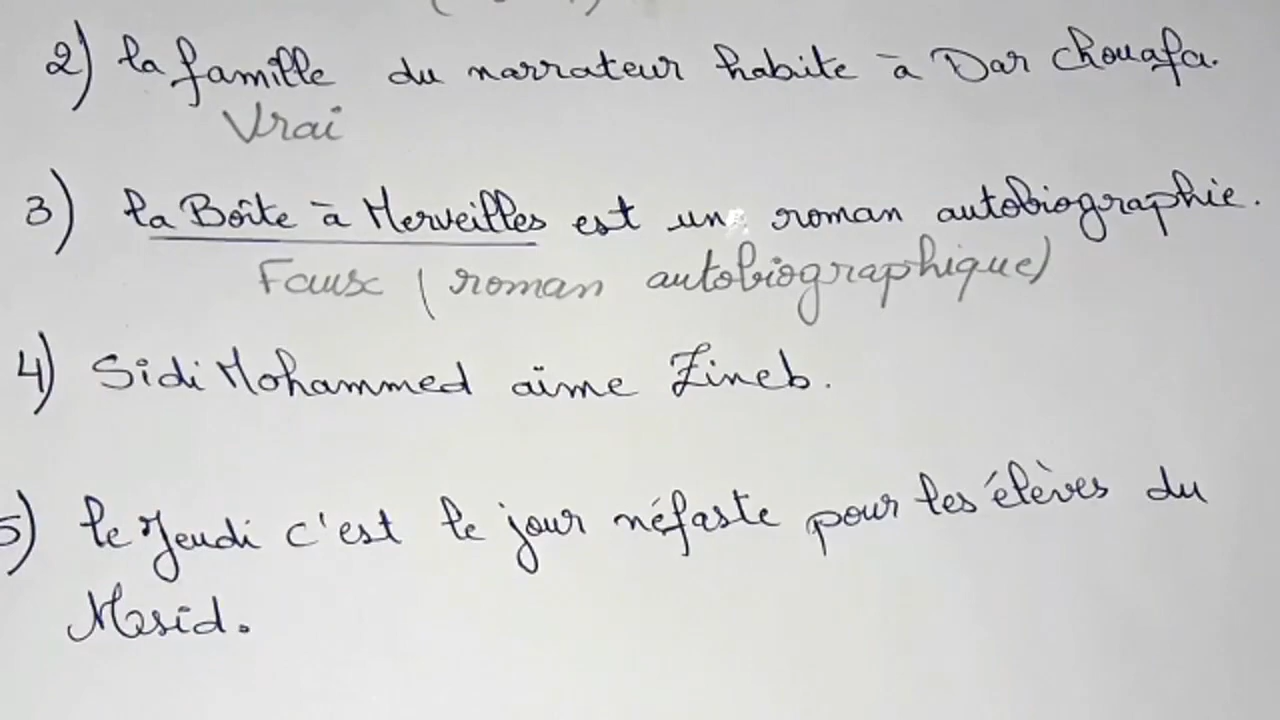 2) la famille du narrateur habite à Dar Chouafa.
Vrai
3) la Boîte à Merveilles est un roman autobiographie.
Faux ( roman autobiographique)
4) Sidi Mohammed aime Zineb.
5) le Jeudi c'est le jour néfaste pour les élèves du
Msid.